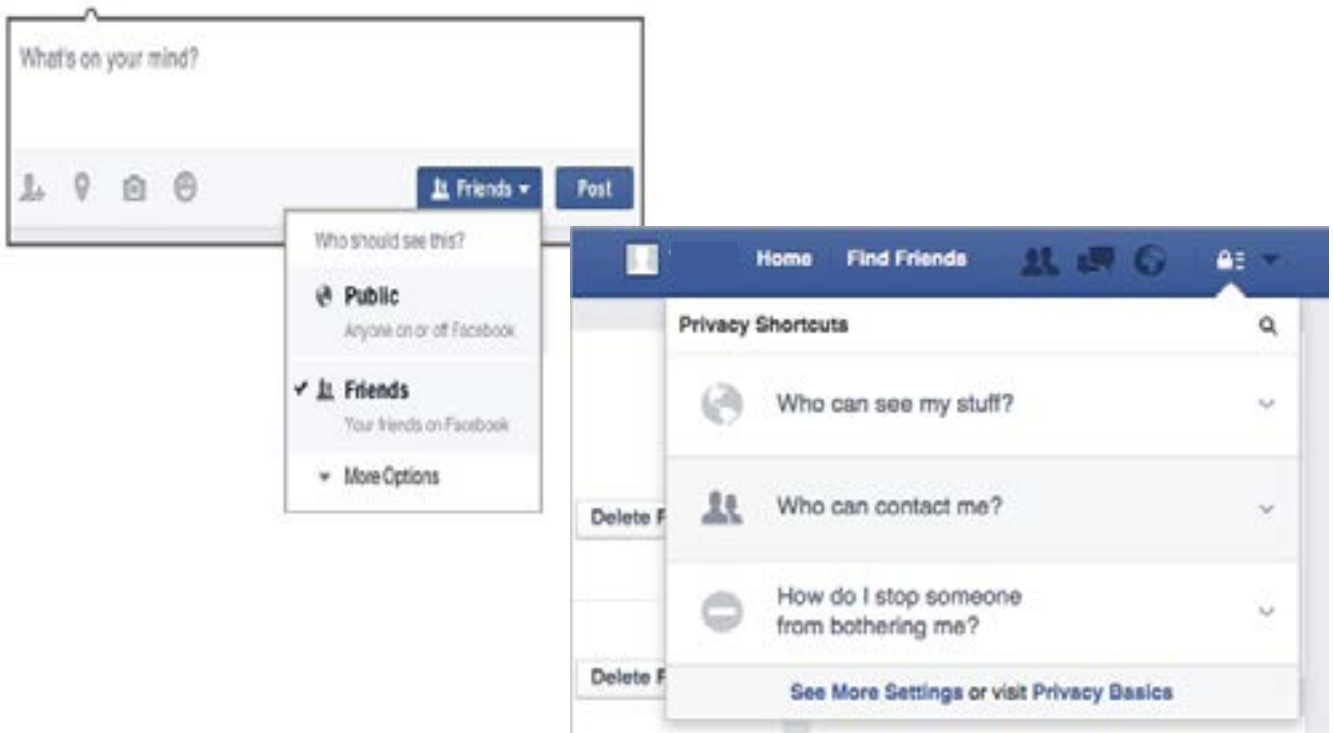 What's on your mind?
Friends
Post
Who should see this?
Public
Anyone on or off Facebook
Friends
Your friends on Facebook
More Options
Home Find Friends
Privacy Shortcuts
Who can see my stuff?
Who can contact me?
How do I stop someone
from bothering me?
See More Settings or visit Privacy Basics
Delete F
Delete F